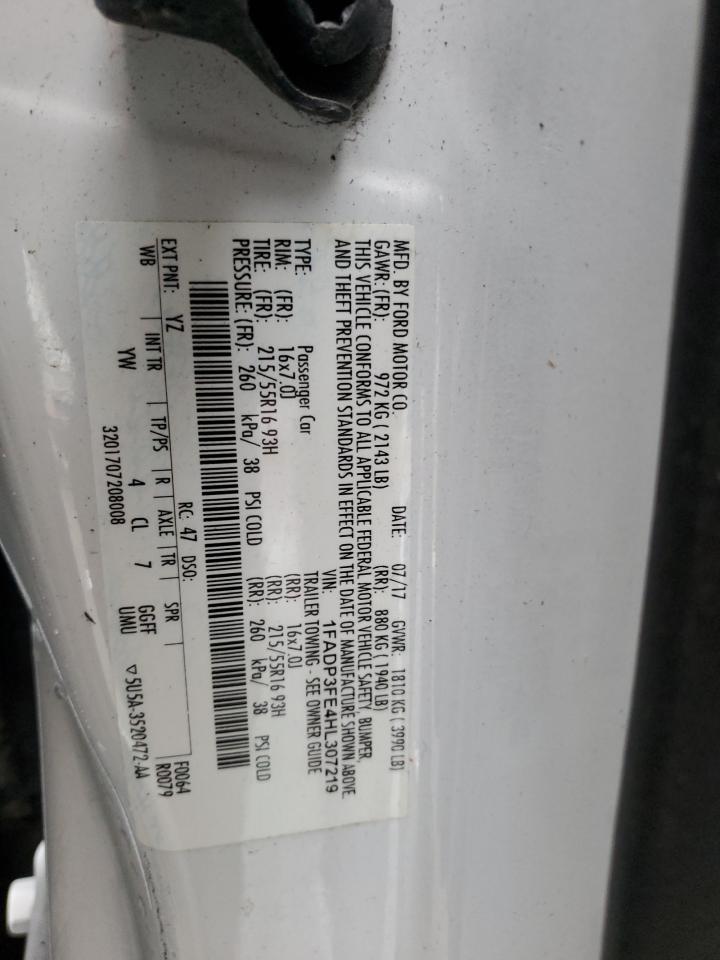 MFD. BY FORD MOTOR CO.
DATE: 07/17 GVWR: 1810 KG ( 3990 LB)
GAWR: (FR): 972 KG ( 2143 LB) (RR): 880 KG ( 1940 LB)
THIS VEHICLE CONFORMS TO ALL APPLICABLE FEDERAL MOTOR VEHICLE SAFETY, BUMPER,
AND THEFT PREVENTION STANDARDS IN EFFECT ON THE DATE OF MANUFACTURE SHOWN ABOVE.
VIN: 1FADP3FE4HL307219
TYPE: Passenger Car TRAILER TOWING - SEE OWNER GUIDE
RIM: (FR): 16x7.0J (RR): 16x7.0J
TIRE: (FR): 215/55R16 93H (RR): 215/55R16 93H
PRESSURE: (FR): 260 kPa/ 38 PSI COLD (RR): 260 kPa/ 38 PSI COLD
RC: 47 DSO: F0064
EXT PNT: YZ R0079
WB INT TR TP/PS R AXLE TR SPR
YW 4 CL 7 GGFF
UMU
3201707208008 ▽ 5U5A-3520472-AA